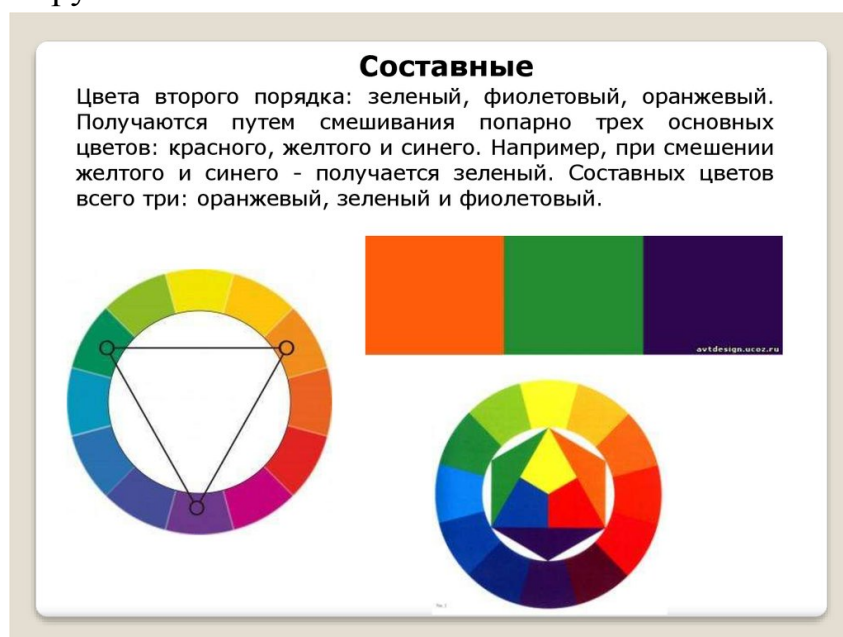 Составные
Цвета второго порядка: зеленый, фиолетовый, оранжевый.
Получаются путем смешивания попарно трех основных
цветов: красного, желтого и синего. Например, при смешении
желтого и синего - получается зеленый. Составных цветов
всего три: оранжевый, зеленый и фиолетовый.
avtdesign.ucoz.ru